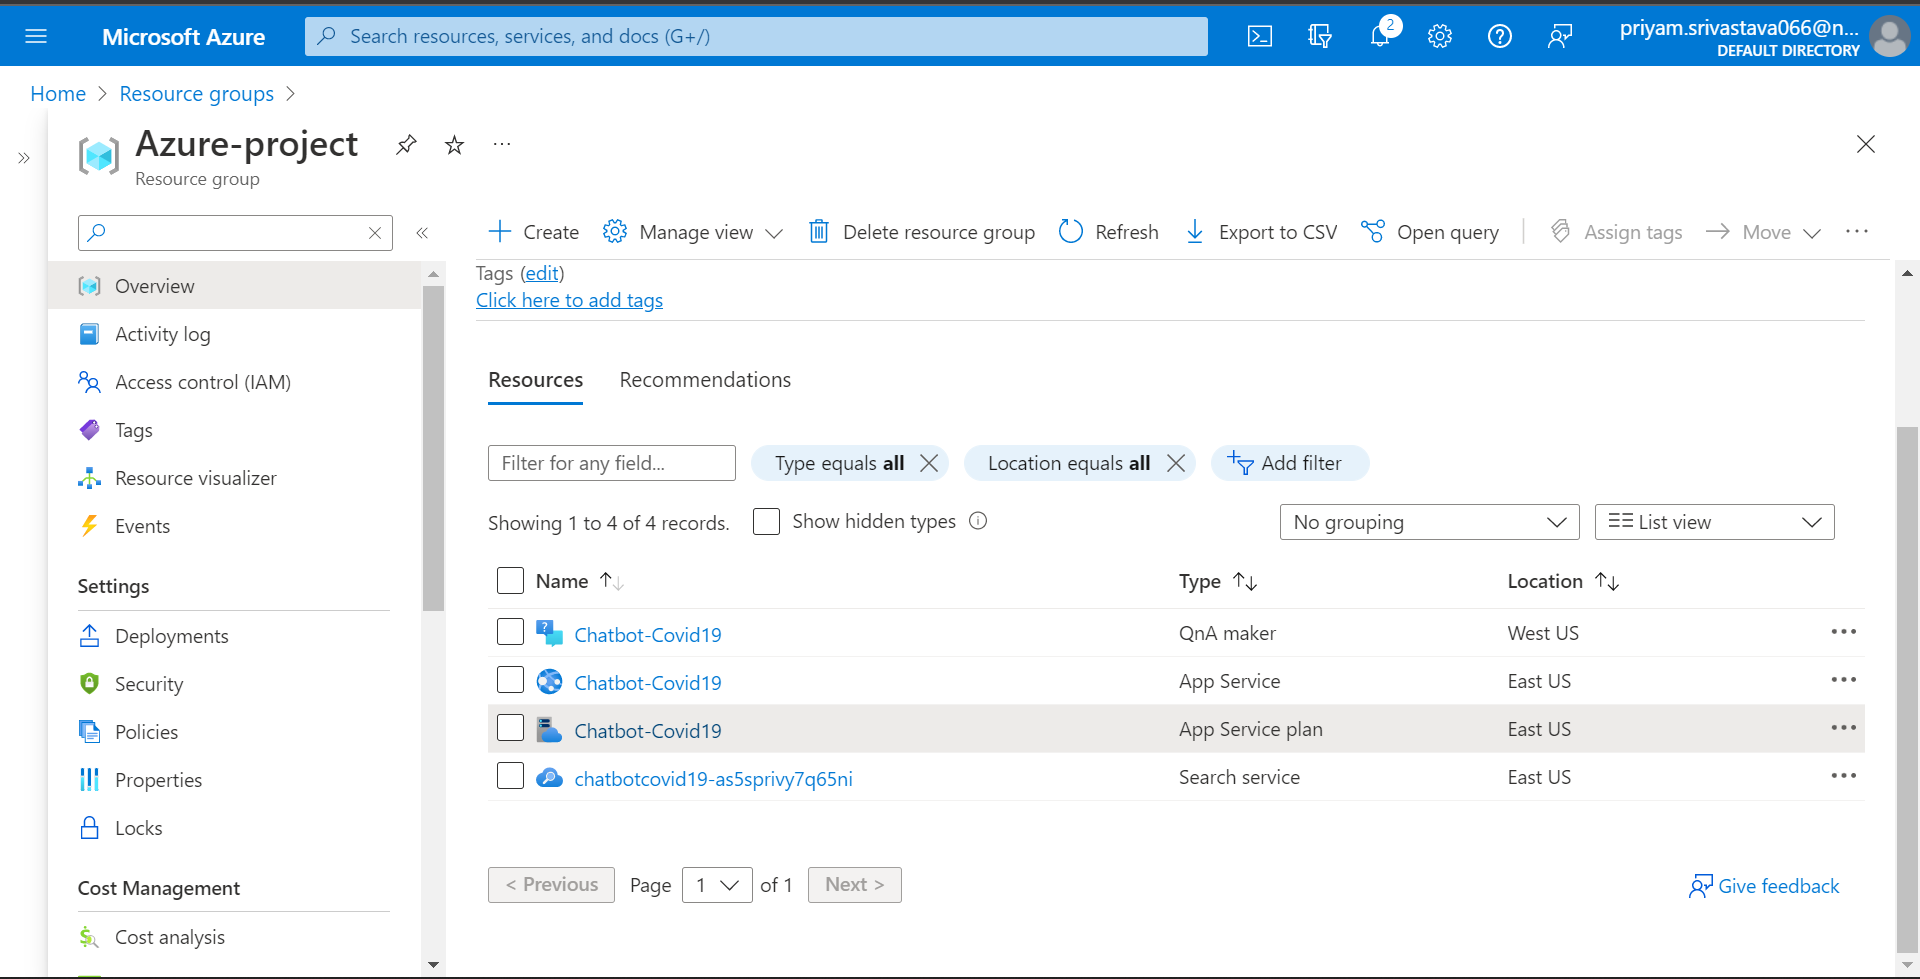 Microsoft Azure
Search resources, services, and docs (G+/)
2
priyam.srivastava066@n...
DEFAULT DIRECTORY
Home > Resource groups >
Azure-project
Resource group
Create
Manage view
Delete resource group
Refresh
Export to CSV
Open query
Assign tags
Move
Overview
Activity log
Access control (IAM)
Tags
Resource visualizer
Events
Settings
Deployments
Security
Policies
Properties
Locks
Cost Management
Cost analysis
Tags (edit)
Click here to add tags
Resources Recommendations
Filter for any field...
Type equals all
Location equals all
Add filter
Showing 1 to 4 of 4 records.
Show hidden types
No grouping
List view
Name Type Location
Chatbot-Covid19 QnA maker West US
Chatbot-Covid19 App Service East US
Chatbot-Covid19 App Service plan East US
chatbotcovid19-as5sprivy7q65ni Search service East US
< Previous Page 1 of 1 Next >
Give feedback